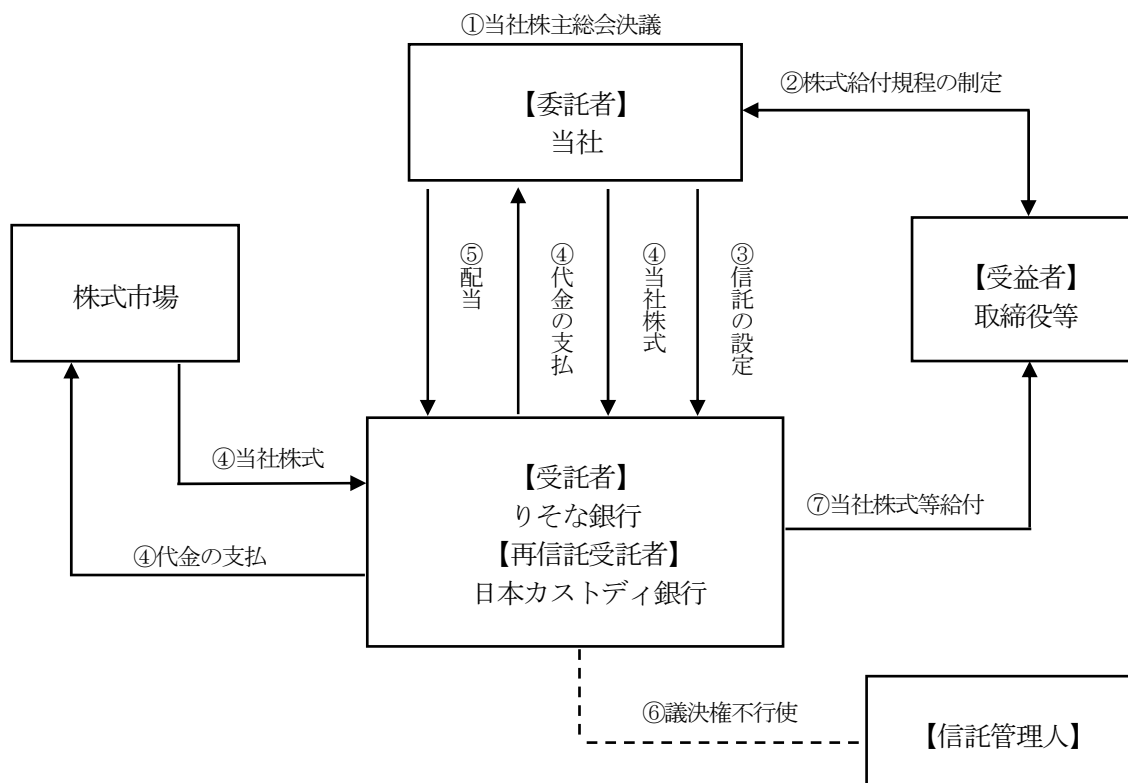 ①当社株主総会決議
【委託者】
当社
②株式給付規程の制定
株式市場
⑤配当
④代金の支払
④当社株式
③信託の設定
【受益者】
取締役等
④当社株式
④代金の支払
【受託者】
りそな銀行
【再信託受託者】
日本カストディ銀行
⑦当社株式等給付
⑥議決権不行使
【信託管理人】